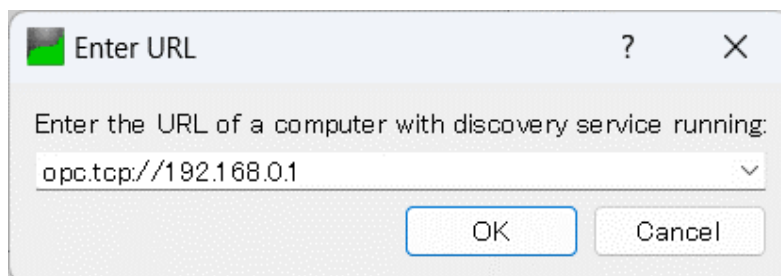 Enter URL
?
Enter the URL of a computer with discovery service running:
opc.tcp://192.168.0.1
OK
Cancel